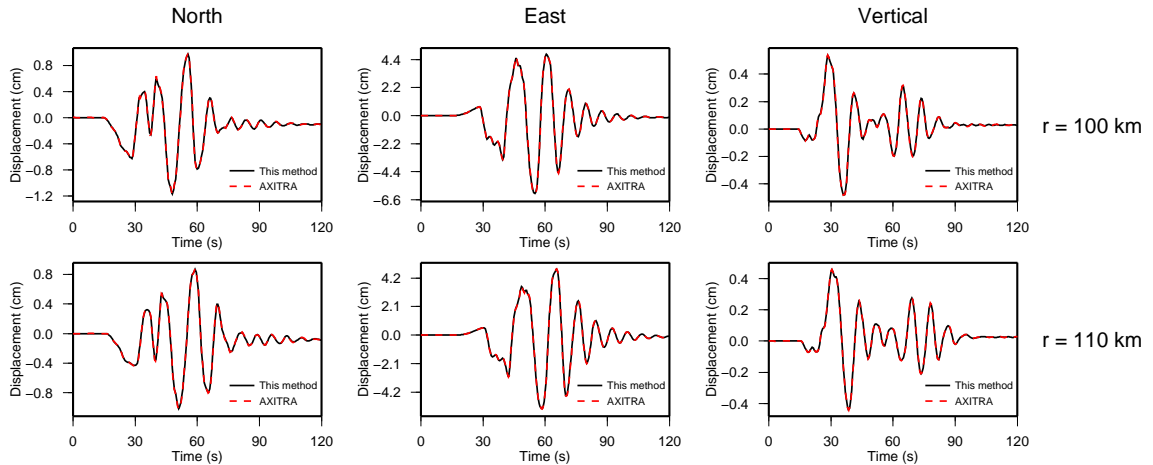 North East Vertical
Displacement (cm)
0.8
0.4
0.0
−0.4
−0.8
−1.2
This method
AXITRA
0 30 60 90 120
Time (s)
Displacement (cm)
4.4
2.2
0.0
−2.2
−4.4
−6.6
This method
AXITRA
0 30 60 90 120
Time (s)
Displacement (cm)
0.4
0.2
0.0
−0.2
−0.4
This method
AXITRA
0 30 60 90 120
Time (s)
r = 100 km
Displacement (cm)
0.8
0.4
0.0
−0.4
−0.8
This method
AXITRA
0 30 60 90 120
Time (s)
Displacement (cm)
4.2
2.1
0.0
−2.1
−4.2
This method
AXITRA
0 30 60 90 120
Time (s)
Displacement (cm)
0.4
0.2
0.0
−0.2
−0.4
This method
AXITRA
0 30 60 90 120
Time (s)
r = 110 km